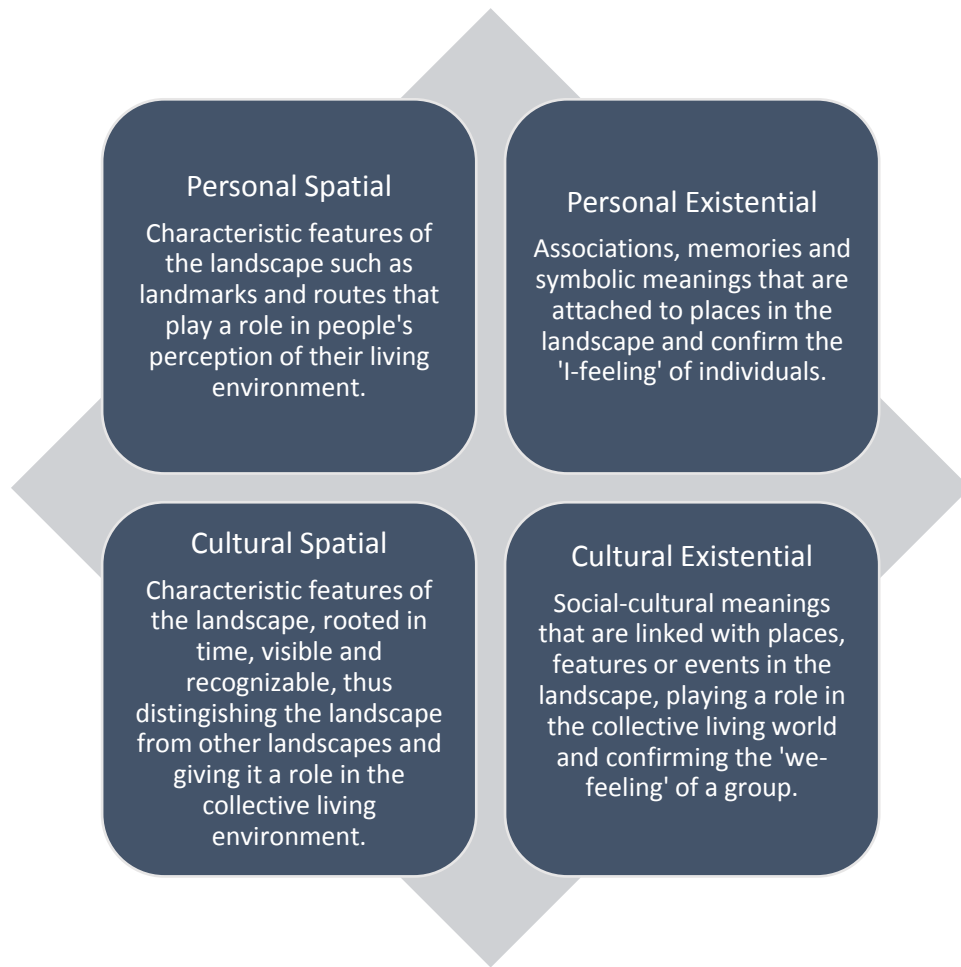 Personal Spatial
Characteristic features of
the landscape such as
landmarks and routes that
play a role in people's
perception of their living
environment.
Personal Existential
Associations, memories and
symbolic meanings that are
attached to places in the
landscape and confirm the
'I-feeling' of individuals.
Cultural Spatial
Characteristic features of
the landscape, rooted in
time, visible and
recognizable, thus
distingishing the landscape
from other landscapes and
giving it a role in the
collective living
environment.
Cultural Existential
Social-cultural meanings
that are linked with places,
features or events in the
landscape, playing a role in
the collective living world
and confirming the 'we-
feeling' of a group.